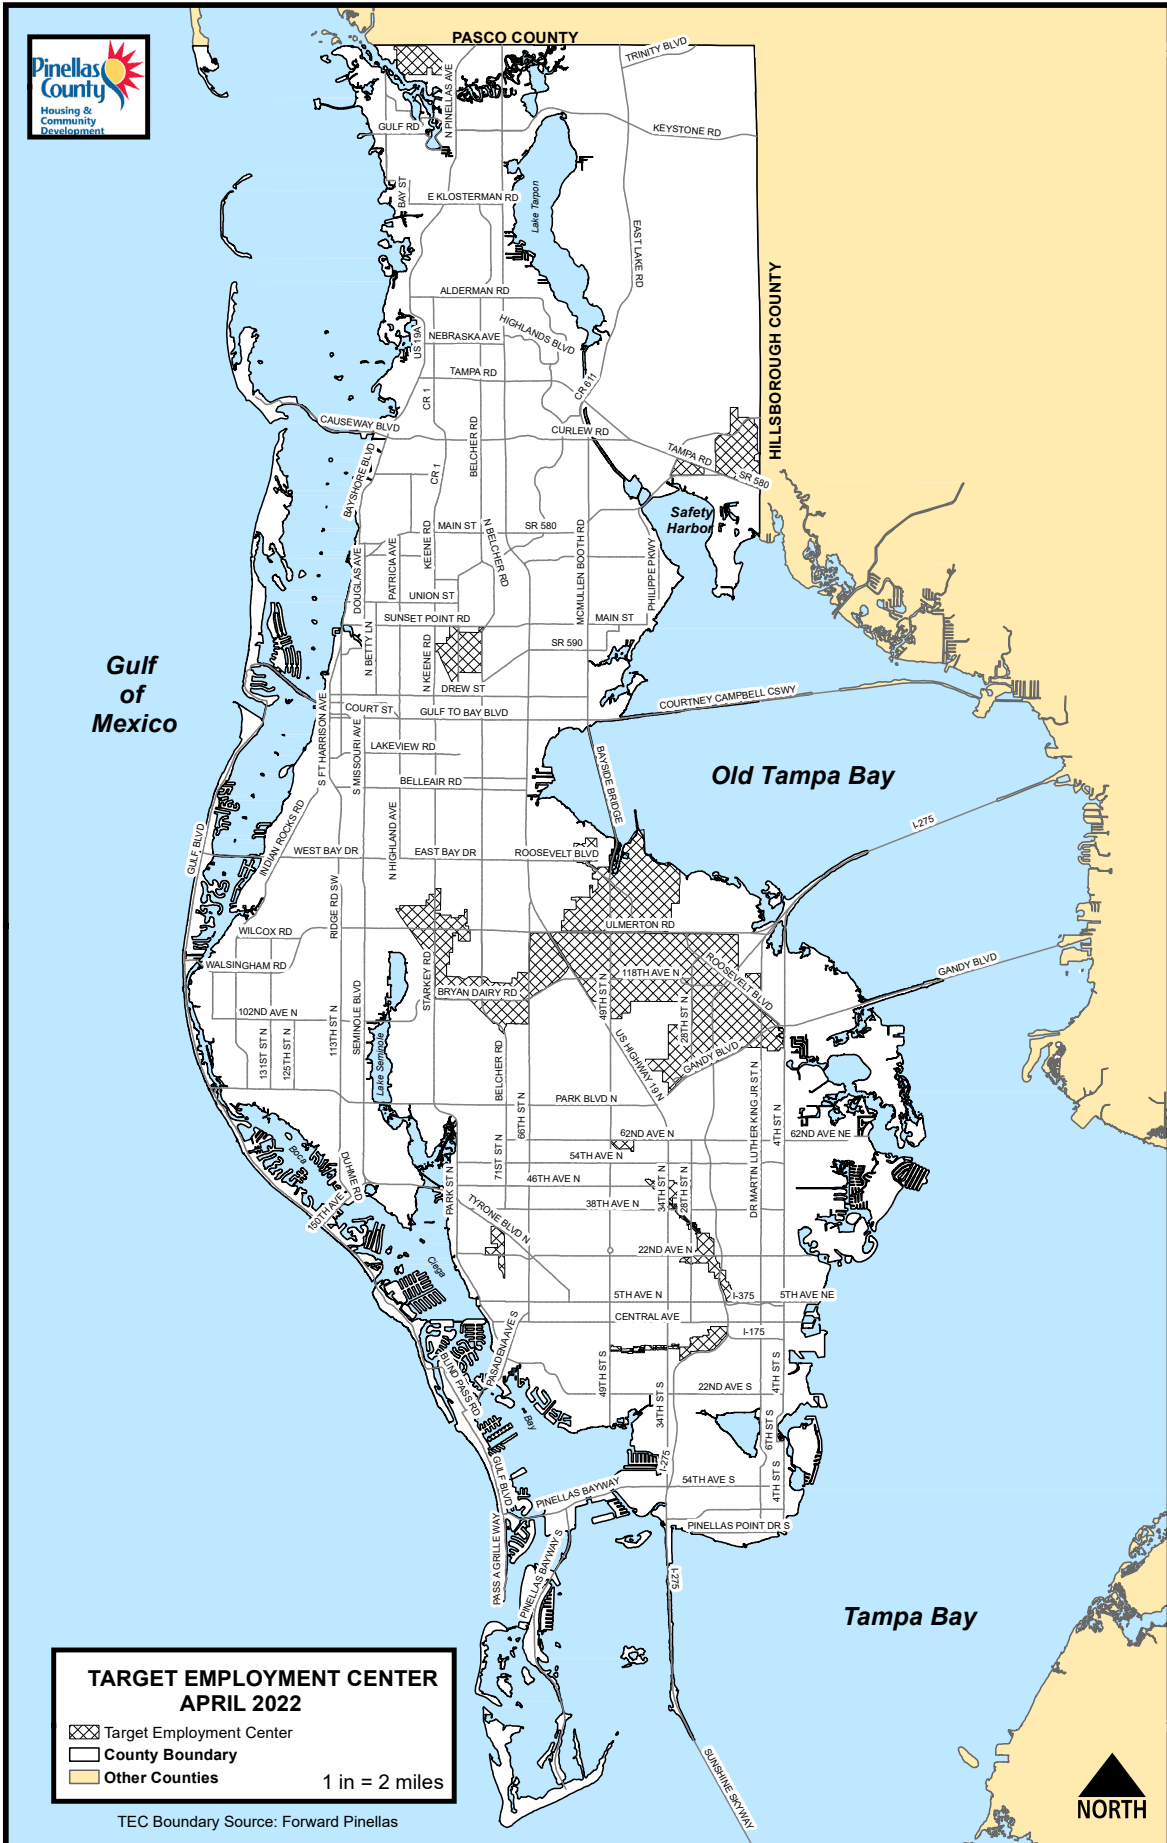 PASCO COUNTY
TRINITY BLVD
Pinellas
County
Housing &
Community
Development
N PINELLAS AVE
GULF RD
KEYSTONE RD
BAY ST
E KLOSTERMAN RD
Lake Tarpon
EAST LAKE RD
HILLSBOROUGH COUNTY
ALDERMAN RD
HIGHLANDS BLVD
US 19A
NEBRASKA AVE
TAMPA RD
CR 611
CR 1
CAUSEWAY BLVD
BELCHER RD
CURLEW RD
TAMPA RD
SR 580
BAYSHORE BLVD
CR 1
Safety
Harbor
MAIN ST
SR 580
KEENE RD
N BELCHER RD
MCMULLEN BOOTH RD
PHILIPPE PKWY
DOUGLAS AVE
PATRICIA AVE
UNION ST
SUNSET POINT RD
MAIN ST
N BETTY LN
N KEENE RD
SR 590
Gulf
of
Mexico
DREW ST
COURT ST
GULF TO BAY BLVD
COURTNEY CAMPBELL CSWY
S FT HARRISON AVE
S MISSOURI AVE
LAKEVIEW RD
BELLEAIR RD
BAYSIDE BRIDGE
Old Tampa Bay
I-275
GULF BLVD
INDIAN ROCKS RD
N HIGHLAND AVE
WEST BAY DR
EAST BAY DR
ROOSEVELT BLVD
RIDGE RD SW
WILCOX RD
ULMERTON RD
WALSINGHAM RD
STARKEY RD
118TH AVE N
ROOSEVELT BLVD
GANDY BLVD
BRYAN DAIRY RD
49TH ST N
28TH ST N
102ND AVE N
131ST ST N
125TH ST N
113TH ST N
SEMINOLE BLVD
Lake Seminole
BELCHER RD
US HIGHWAY 19 N
GANDY BLVD
66TH ST N
PARK BLVD N
DR MARTIN LUTHER KING JR ST N
4TH ST N
62ND AVE N
62ND AVE NE
71ST ST N
54TH AVE N
Boca
DUHME RD
46TH AVE N
34TH ST N
28TH ST N
PARK ST N
38TH AVE N
150TH AVE
TYRONE BLVD N
22ND AVE N
Ciega
5TH AVE N
I-375
5TH AVE NE
CENTRAL AVE
I-175
PASADENA AVE S
BLIND PASS RD
49TH ST S
34TH ST S
22ND AVE S
4TH ST S
Bay
6TH ST S
GULF BLVD
I-275
54TH AVE S
4TH ST S
PINELLAS BAYWAY
PINELLAS POINT DR S
PASS A GRILLE WAY
PINELLAS BAYWAY S
I-275
Tampa Bay
SUNSHINE SKYWAY
TARGET EMPLOYMENT CENTER
APRIL 2022
Target Employment Center
County Boundary
Other Counties
1 in = 2 miles
TEC Boundary Source: Forward Pinellas
NORTH